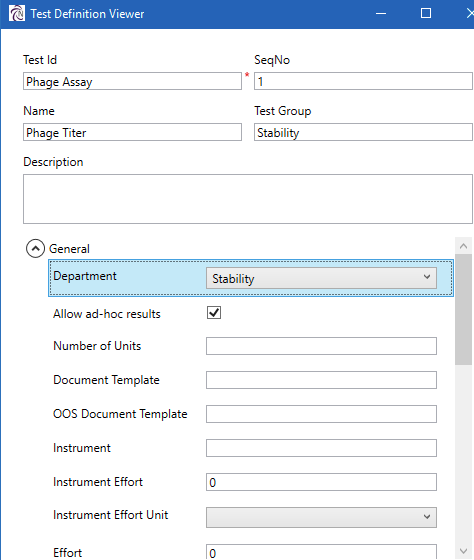 Test Definition Viewer
Test Id SeqNo
Phage Assay * 1
Name Test Group
Phage Titer Stability
Description
General
Department Stability
Allow ad-hoc results
Number of Units
Document Template
OOS Document Template
Instrument
Instrument Effort 0
Instrument Effort Unit
Effort 0